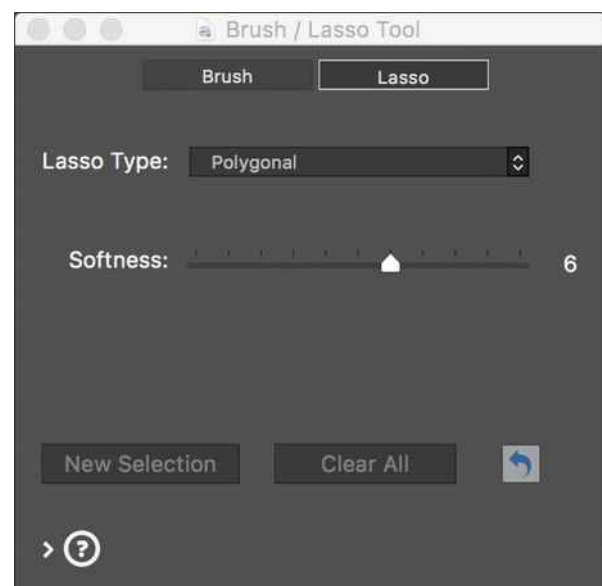 Brush / Lasso Tool
Brush Lasso
Lasso Type: Polygonal
Softness: 6
New Selection Clear All
> ?